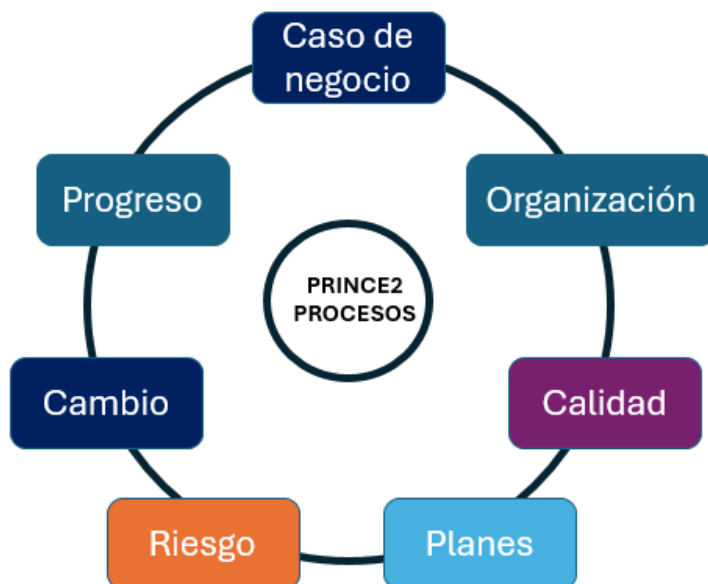 Caso de
negocio
Progreso
Organización
PRINCE2
PROCESOS
Cambio
Calidad
Riesgo
Planes